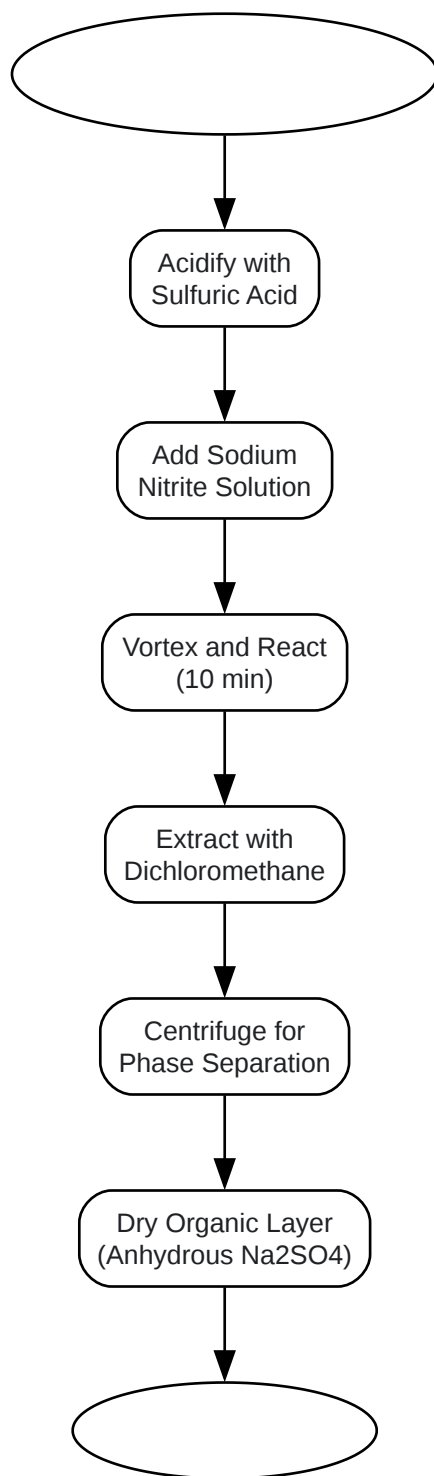 Acidify with
Sulfuric Acid
Add Sodium
Nitrite Solution
Vortex and React
(10 min)
Extract with
Dichloromethane
Centrifuge for
Phase Separation
Dry Organic Layer
(Anhydrous Na2SO4)